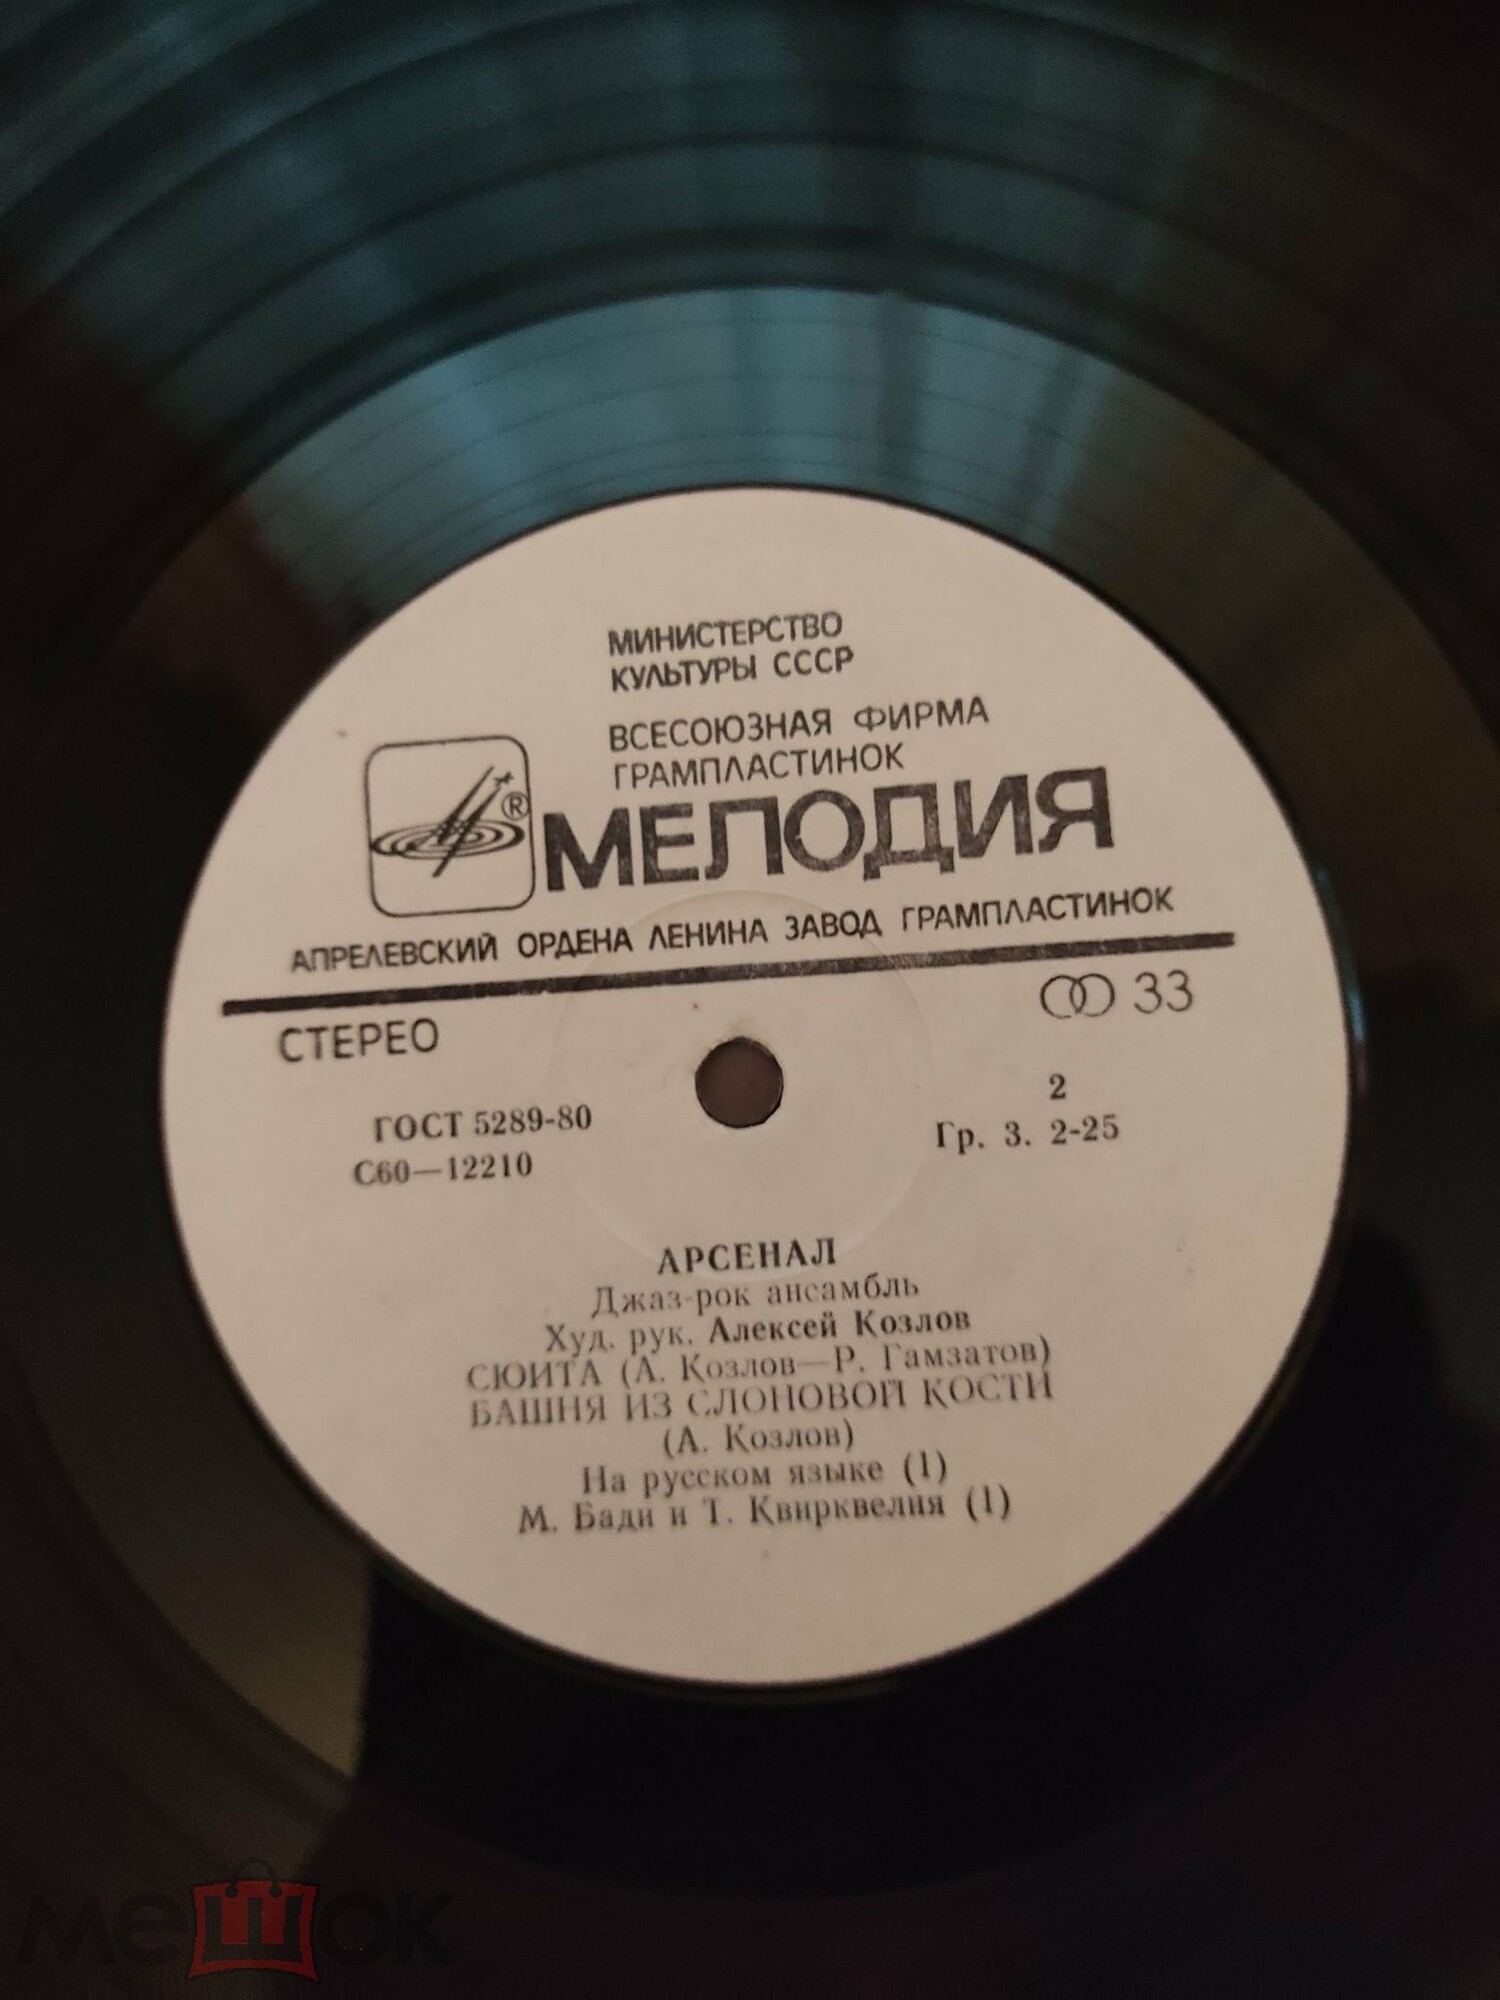 МИНИСТЕРСТВО
КУЛЬТУРЫ СССР
ВСЕСОЮЗНАЯ ФИРМА
ГРАМПЛАСТИНОК
®
МЕЛОДИЯ
АПРЕЛЕВСКИЙ ОРДЕНА ЛЕНИНА ЗАВОД ГРАМПЛАСТИНОК
СТЕРЕО
33
ГОСТ 5289-80
2
С60—12210
Гр. 3. 2-25
АРСЕНАЛ
Джаз-рок ансамбль
Худ. рук. Алексей Козлов
СЮИТА (А. Козлов—Р. Гамзатов)
БАШНЯ ИЗ СЛОНОВОЙ КОСТИ
(А. Козлов)
На русском языке (1)
М. Бади и Т. Квирквелия (1)
мешок